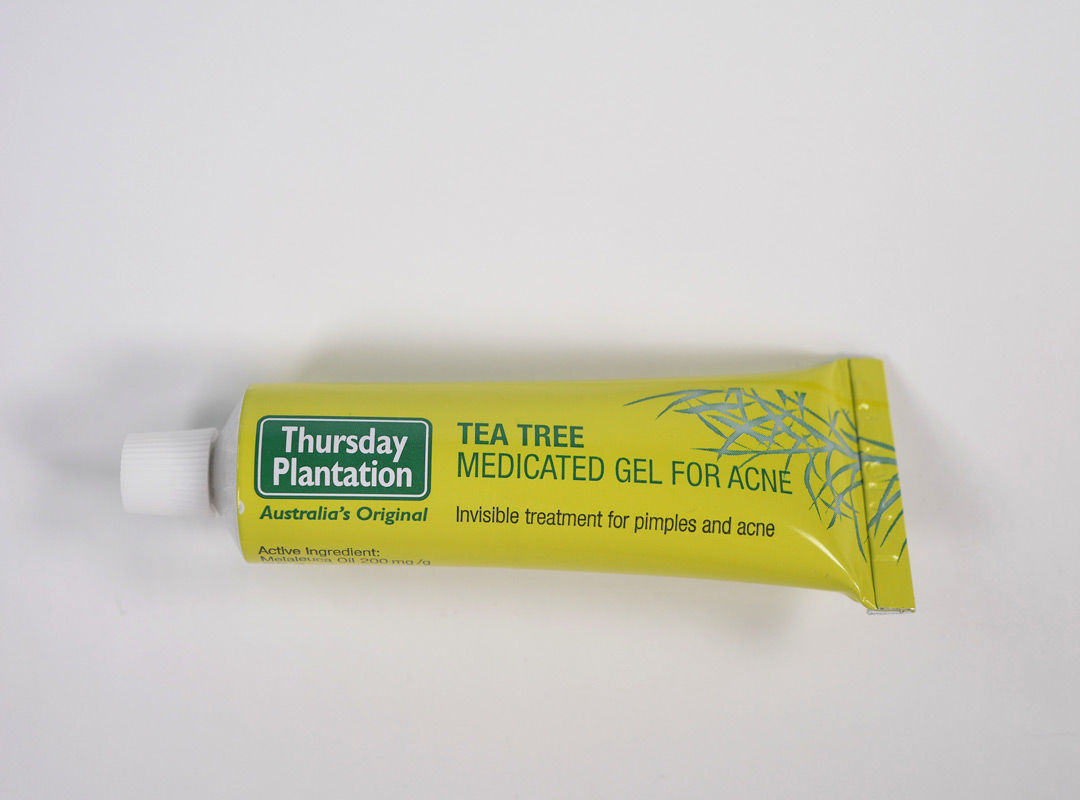 Thursday
Plantation
Australia's Original
TEA TREE
MEDICATED GEL FOR ACNE
Invisible treatment for pimples and acne
Active Ingredient:
Melaleuca Oil 200 mg/g